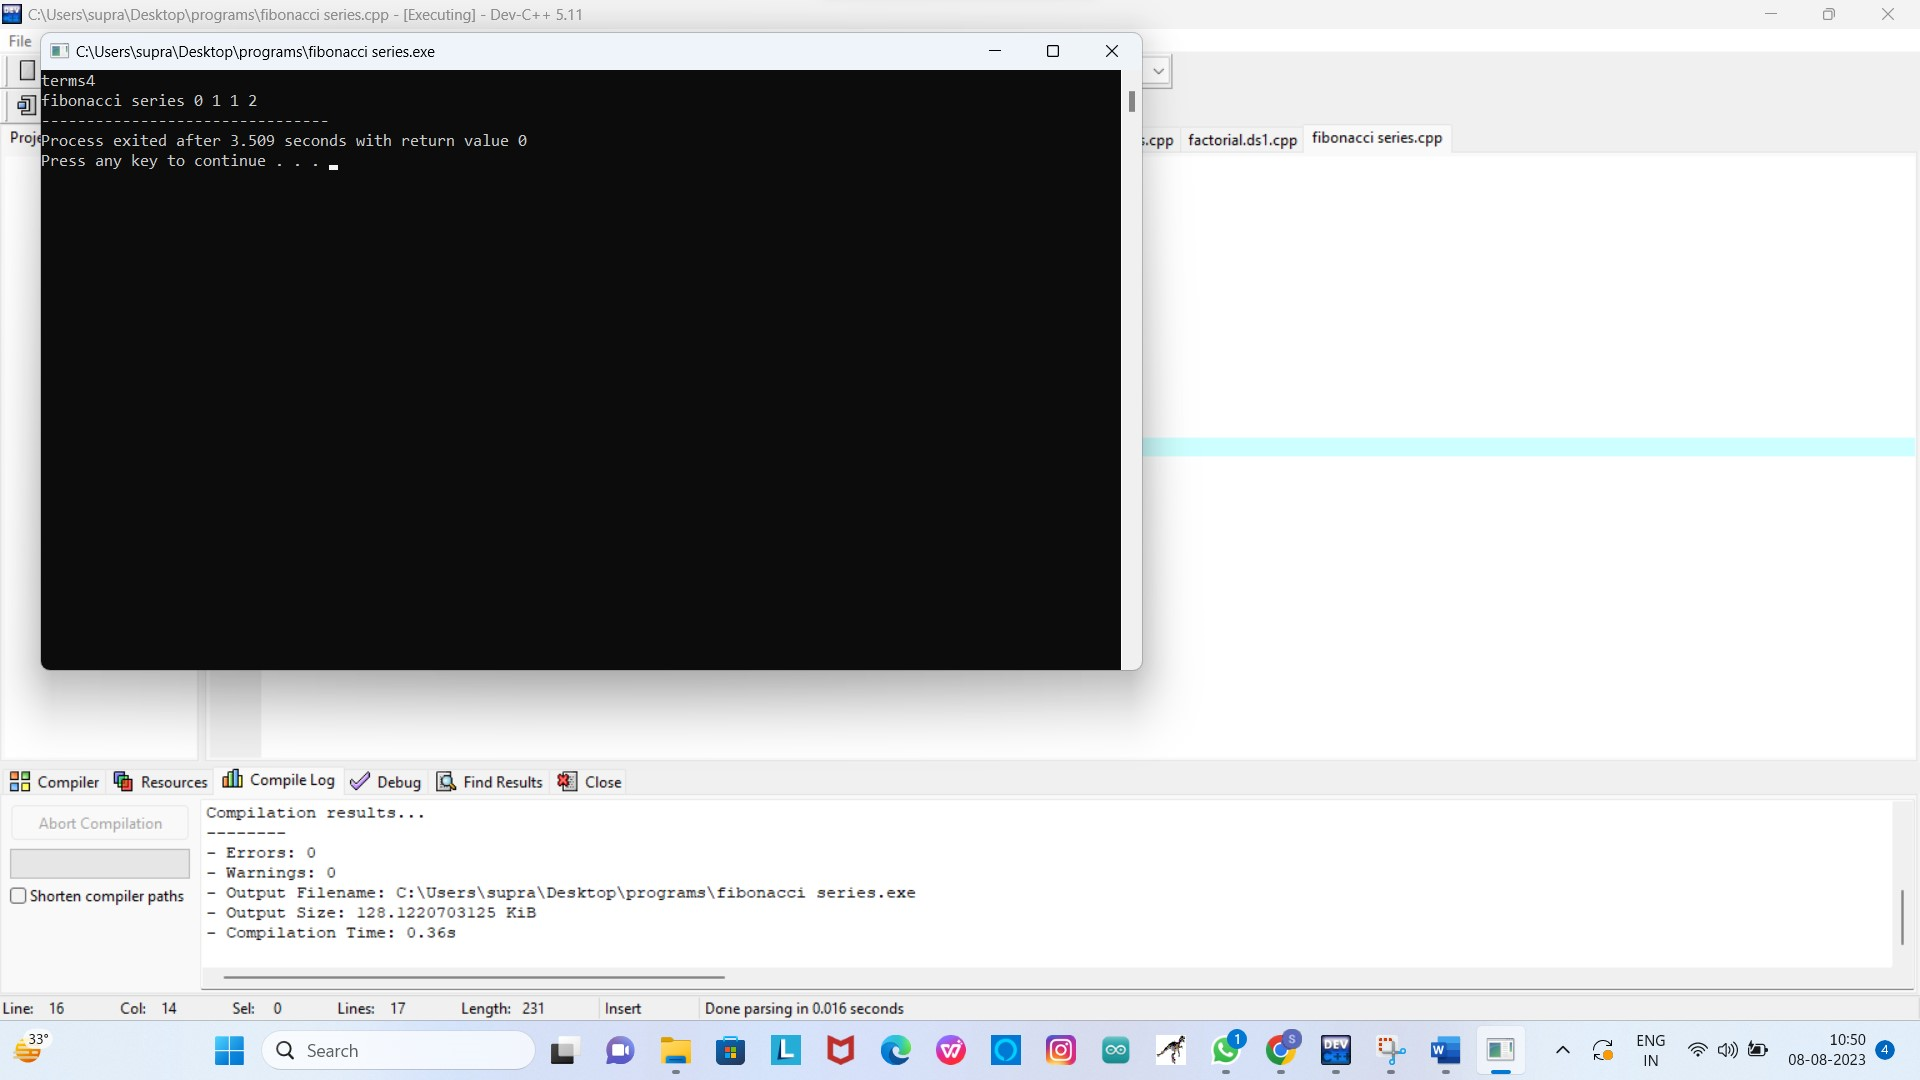 C:\Users\supra\Desktop\programs\fibonacci series.cpp - [Executing] - Dev-C++ 5.11
File
C:\Users\supra\Desktop\programs\fibonacci series.exe
terms4
fibonacci series 0 1 1 2
--------------------------------
Process exited after 3.509 seconds with return value 0
Press any key to continue . . .
Proje
s.cpp factorial.ds1.cpp fibonacci series.cpp
Compiler Resources Compile Log Debug Find Results Close
Abort Compilation
Shorten compiler paths
Compilation results...
--------
- Errors: 0
- Warnings: 0
- Output Filename: C:\Users\supra\Desktop\programs\fibonacci series.exe
- Output Size: 128.1220703125 KiB
- Compilation Time: 0.36s
Line: 16 Col: 14 Sel: 0 Lines: 17 Length: 231 Insert Done parsing in 0.016 seconds
33°
Search
L
W
1
S
DEV
W
ENG
IN
10:50
08-08-2023
4